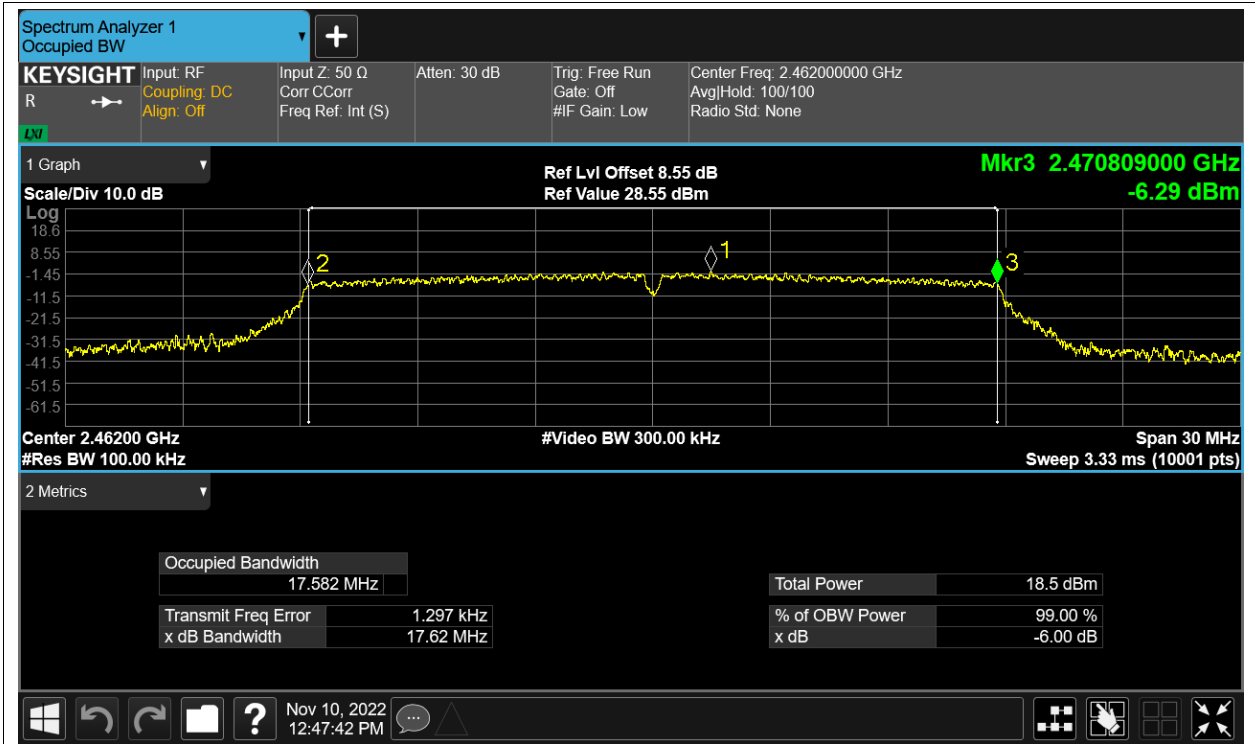 Spectrum Analyzer 1
Occupied BW
KEYSIGHT
R
LXI
Input: RF
Coupling: DC
Align: Off
Input Z: 50 Ω
Corr CCorr
Freq Ref: Int (S)
Atten: 30 dB
Trig: Free Run
Gate: Off
#IF Gain: Low
Center Freq: 2.462000000 GHz
Avg|Hold: 100/100
Radio Std: None
1 Graph
Scale/Div 10.0 dB
Ref Lvl Offset 8.55 dB
Ref Value 28.55 dBm
Mkr3 2.470809000 GHz
-6.29 dBm
Log
18.6
8.55
-1.45
-11.5
-21.5
-31.5
-41.5
-51.5
-61.5
2
1
3
Center 2.46200 GHz
#Video BW 300.00 kHz
Span 30 MHz
#Res BW 100.00 kHz
Sweep 3.33 ms (10001 pts)
2 Metrics
Occupied Bandwidth
17.582 MHz
Transmit Freq Error 1.297 kHz
x dB Bandwidth 17.62 MHz
Total Power 18.5 dBm
% of OBW Power 99.00 %
x dB -6.00 dB
?
Nov 10, 2022
12:47:42 PM